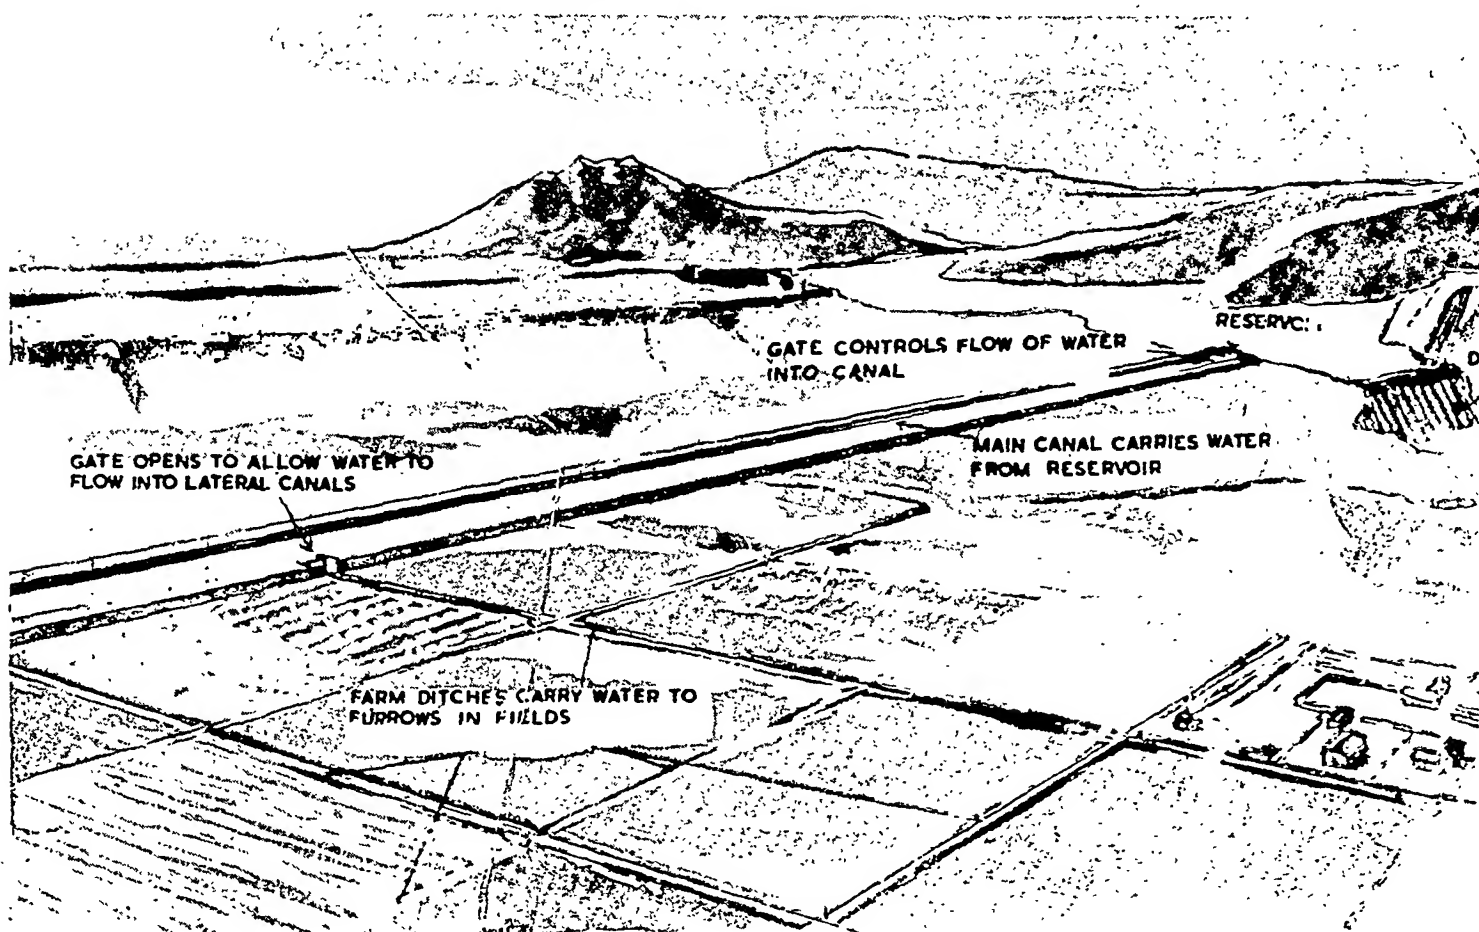 RESERVO
GATE CONTROLS FLOW OF WATER
INTO CANAL
D
MAIN CANAL CARRIES WATER
FROM RESERVOIR
GATE OPENS TO ALLOW WATER TO
FLOW INTO LATERAL CANALS
FARM DITCHES CARRY WATER TO
FURROWS IN FIELDS